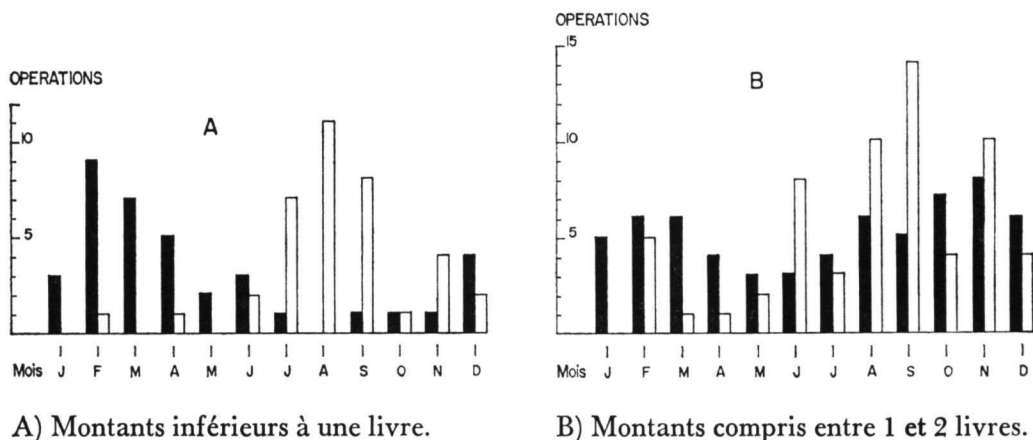 OPERATIONS
A
10
5
Mois J F M A M J J A S O N D
A) Montants inférieurs à une livre.
OPERATIONS
15
B
10
5
Mois J F M A M J J A S O N D
B) Montants compris entre 1 et 2 livres.